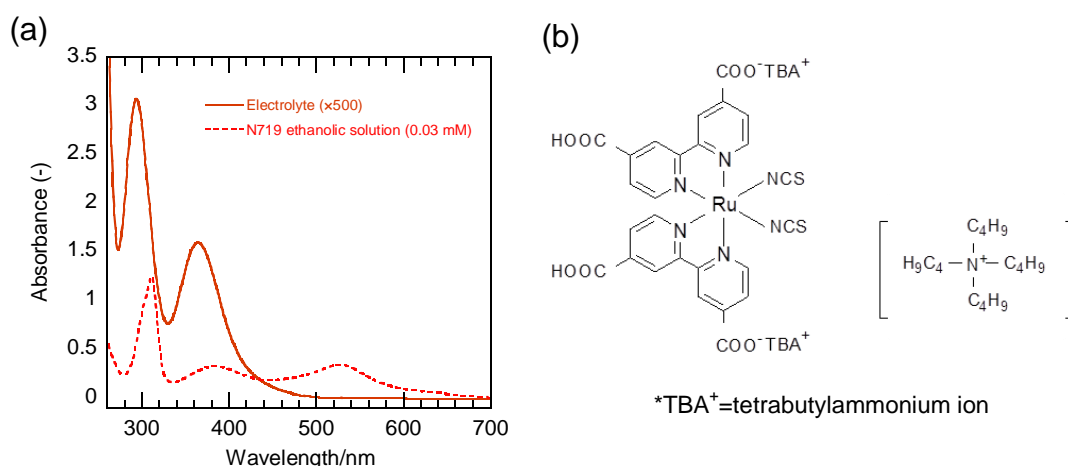 (a)
3.5
3
2.5
2
1.5
1
0.5
0
Absorbance (-)
Electrolyte (×500)
N719 ethanolic solution (0.03 mM)
300 400 500 600 700
Wavelength/nm
(b)
COO⁻TBA⁺
HOOC
N
N
NCS
Ru
NCS
N
N
HOOC
COO⁻TBA⁺
C₄H₉
H₉C₄ N⁺ C₄H₉
C₄H₉
*TBA⁺=tetrabutylammonium ion